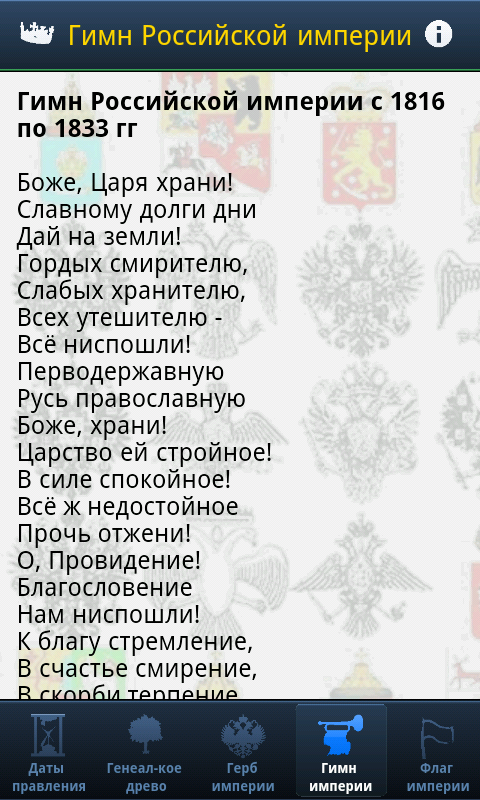 Гимн Российской империи
Гимн Российской империи с 1816
по 1833 гг
Боже, Царя храни!
Славному долги дни
Дай на земли!
Гордых смирителю,
Слабых хранителю,
Всех утешителю -
Всё ниспошли!
Перводержавную
Русь православную
Боже, храни!
Царство ей стройное!
В силе спокойное!
Всё ж недостойное
Прочь отжени!
О, Провидение!
Благословение
Нам ниспошли!
К благу стремление,
В счастье смирение,
В скорби терпение
Даты
правления
Генеал-кое
древо
Герб
империи
Гимн
империи
Флаг
империи